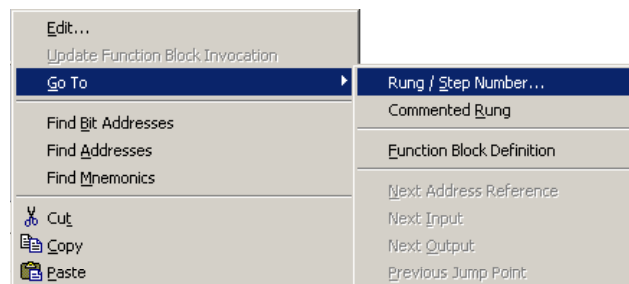 Edit...
Update Function Block Invocation
Go To
Find Bit Addresses
Find Addresses
Find Mnemonics
Cut
Copy
Paste
Rung / Step Number...
Commented Rung
Function Block Definition
Next Address Reference
Next Input
Next Output
Previous Jump Point